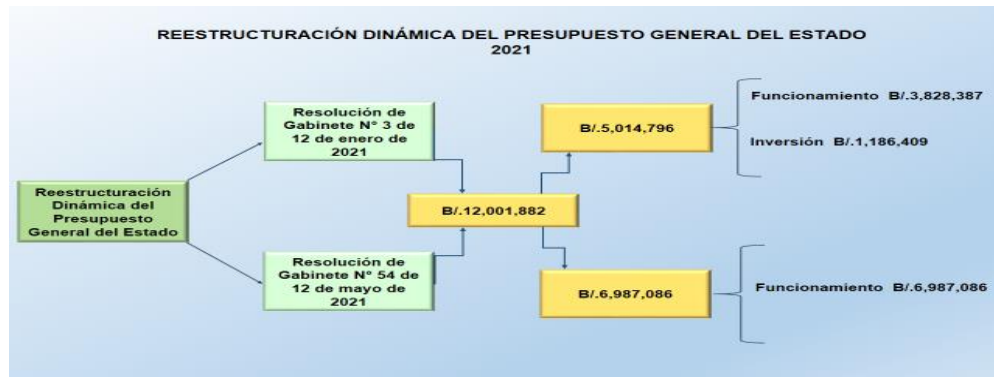 REESTRUCTURACIÓN DINÁMICA DEL PRESUPUESTO GENERAL DEL ESTADO
2021
Reestructuración
Dinámica del
Presupuesto
General del Estado
Resolución de
Gabinete N° 3 de
12 de enero de
2021
Resolución de
Gabinete N° 54 de
12 de mayo de
2021
B/.12,001,882
B/.5,014,796
Funcionamiento B/.3,828,387
Inversión B/.1,186,409
B/.6,987,086
Funcionamiento B/.6,987,086